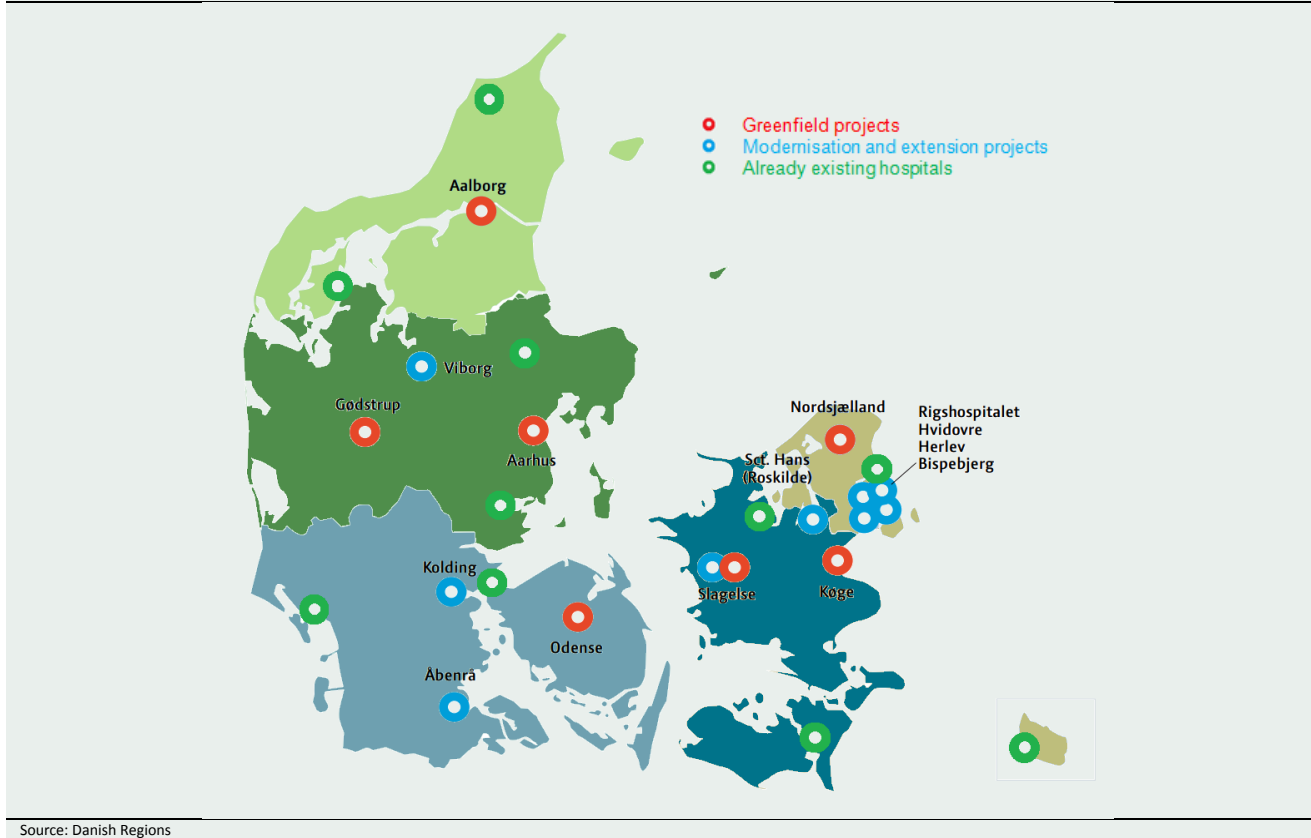 Greenfield projects
Modernisation and extension projects
Already existing hospitals
Aalborg
Viborg
Gødstrup
Aarhus
Nordsjælland
Rigshospitalet
Hvidovre
Herlev
Bispebjerg
Sct. Hans
(Roskilde)
Kolding
Slagelse
Køge
Odense
Åbenrå
Source: Danish Regions